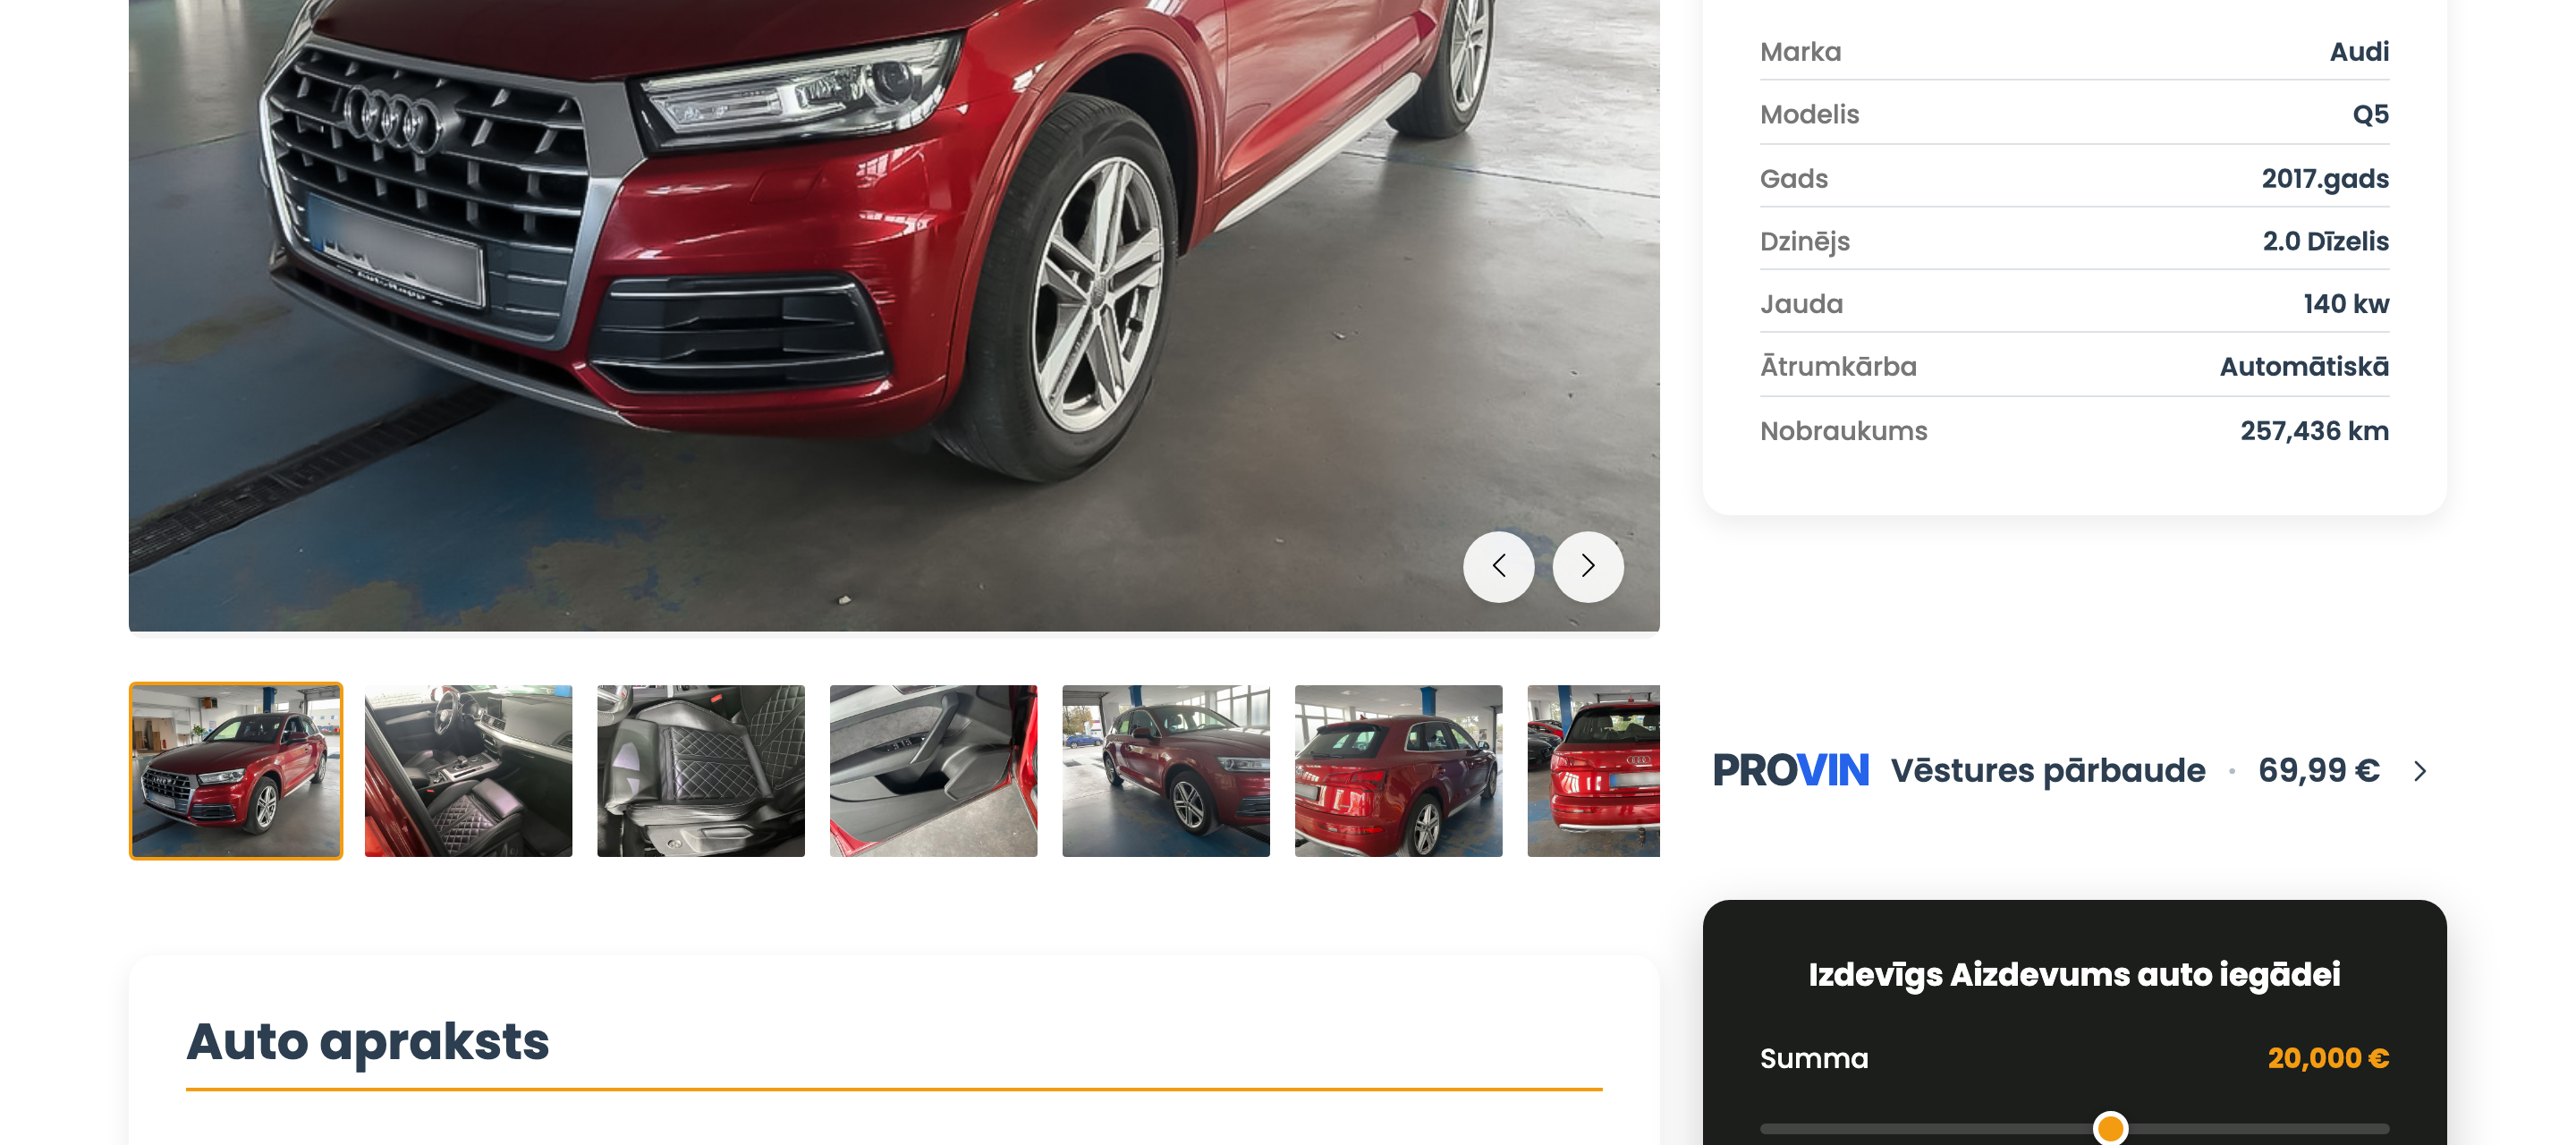 Marka Audi
Modelis Q5
Gads 2017.gads
Dzinējs 2.0 Dīzelis
Jauda 140 kw
Ātrumkārba Automātiskā
Nobraukums 257,436 km
PROVIN Vēstures pārbaude · 69,99 €
Auto apraksts
Izdevīgs Aizdevums auto iegādei
Summa 20,000 €